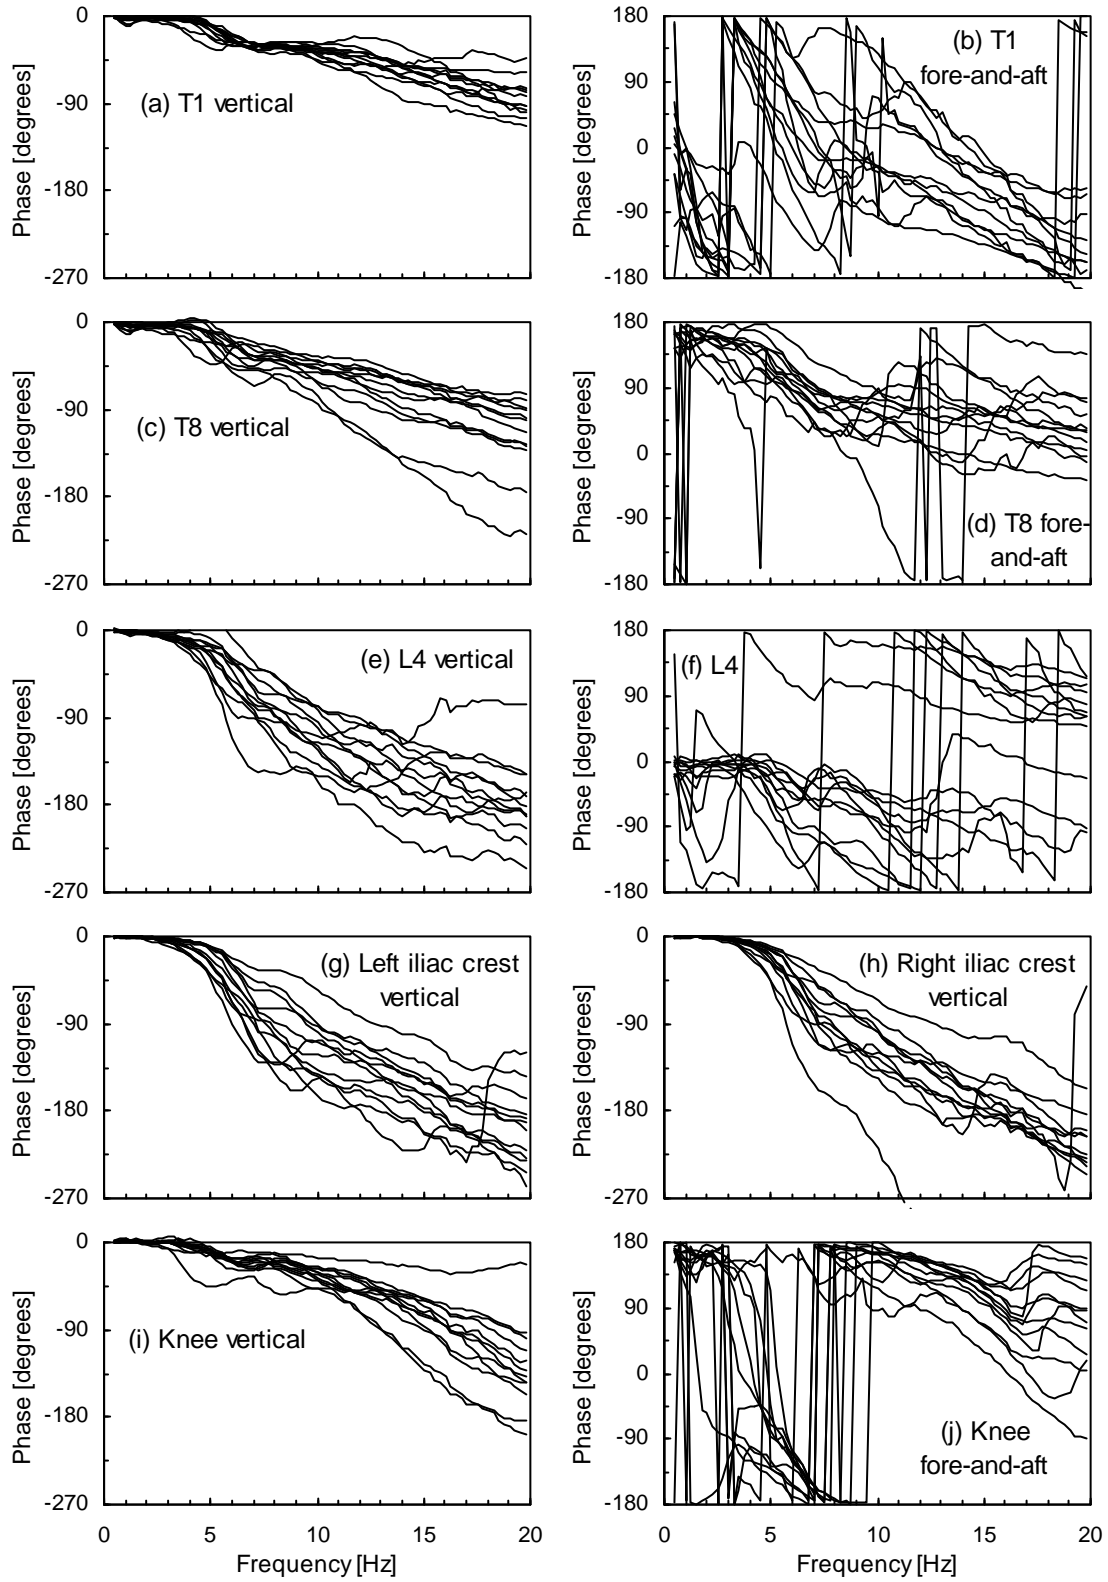 0
-90
-180
-270
Phase [degrees]
(a) T1 vertical
180
90
0
-90
-180
Phase [degrees]
(b) T1
fore-and-aft
0
-90
-180
-270
Phase [degrees]
(c) T8 vertical
180
90
0
-90
-180
Phase [degrees]
(d) T8 fore-
and-aft
0
-90
-180
-270
Phase [degrees]
(e) L4 vertical
180
90
0
-90
-180
Phase [degrees]
(f) L4
0
-90
-180
-270
Phase [degrees]
(g) Left iliac crest
vertical
0
-90
-180
-270
Phase [degrees]
(h) Right iliac crest
vertical
0
-90
-180
-270
Phase [degrees]
(i) Knee vertical
0 5 10 15 20
Frequency [Hz]
180
90
0
-90
-180
Phase [degrees]
(j) Knee
fore-and-aft
0 5 10 15 20
Frequency [Hz]